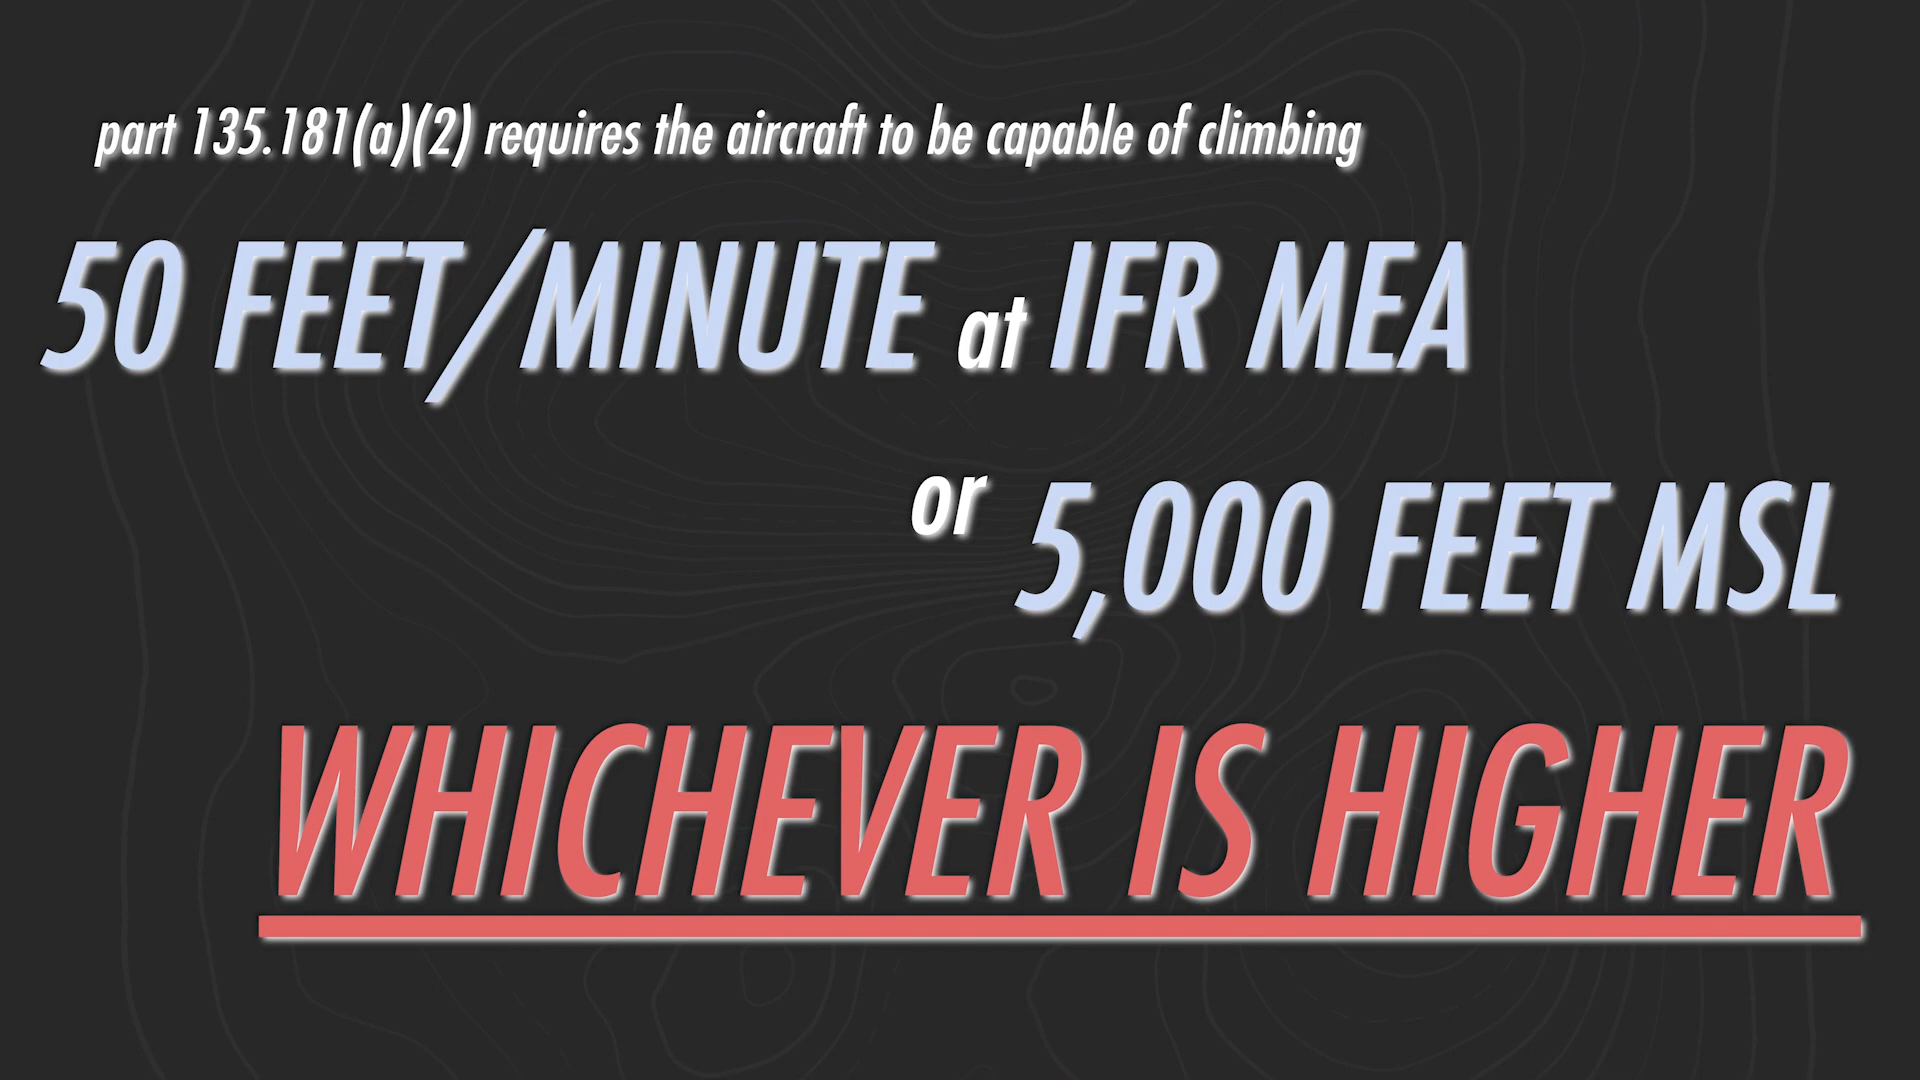 part 135.181(a)(2) requires the aircraft to be capable of climbing
50 FEET/MINUTE at IFR MEA
or 5,000 FEET MSL
WHICHEVER IS HIGHER